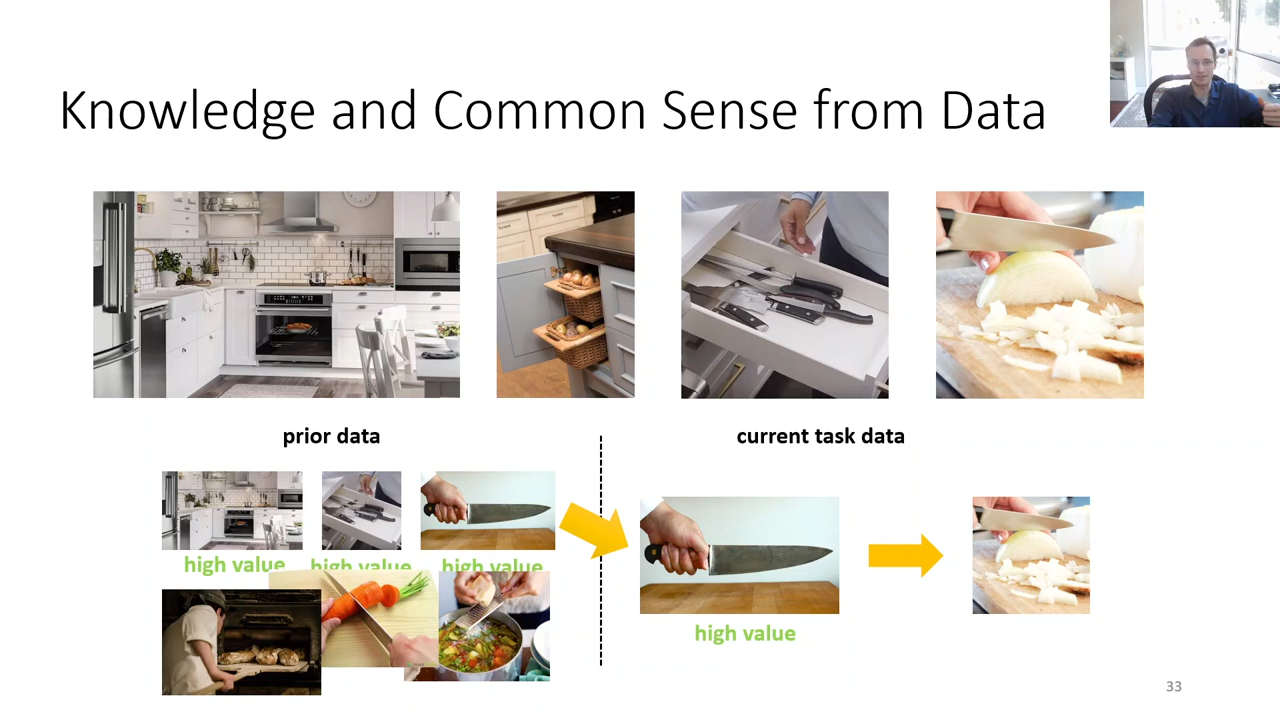 Knowledge and Common Sense from Data
prior data
current task data
high value
high value
high value
high value
33